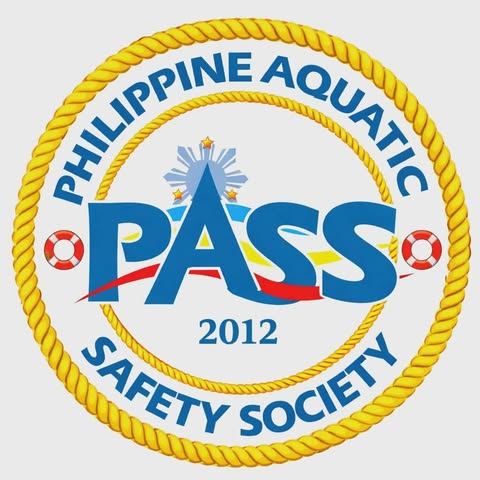 PHILIPPINE AQUATIC
PASS
2012
SAFETY SOCIETY